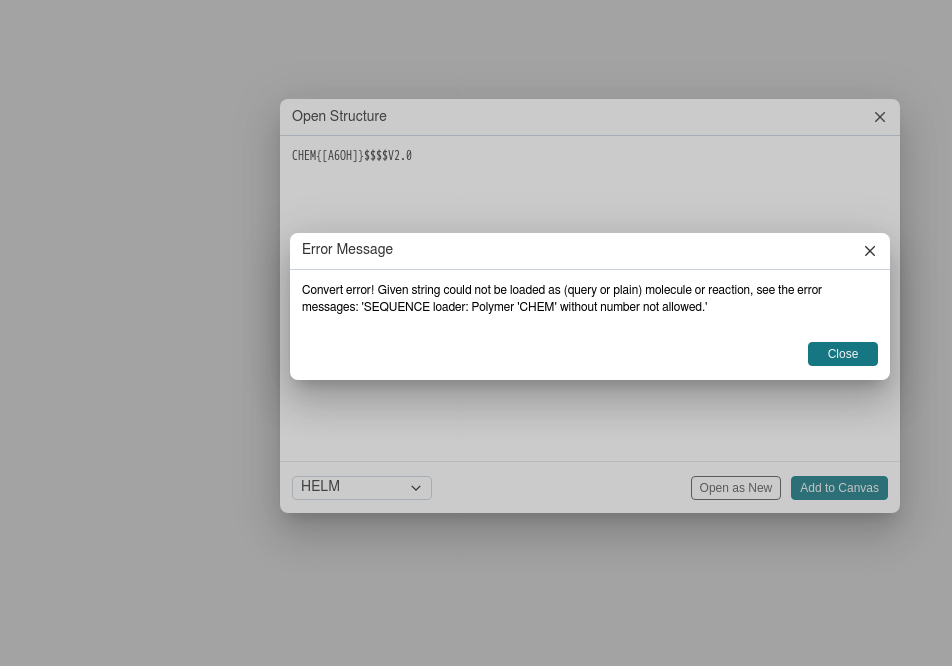 Open Structure
CHEM{[A6OH]}$$$$V2.0
Error Message
Convert error! Given string could not be loaded as (query or plain) molecule or reaction, see the error
messages: 'SEQUENCE loader: Polymer 'CHEM' without number not allowed.'
Close
HELM
Open as New
Add to Canvas